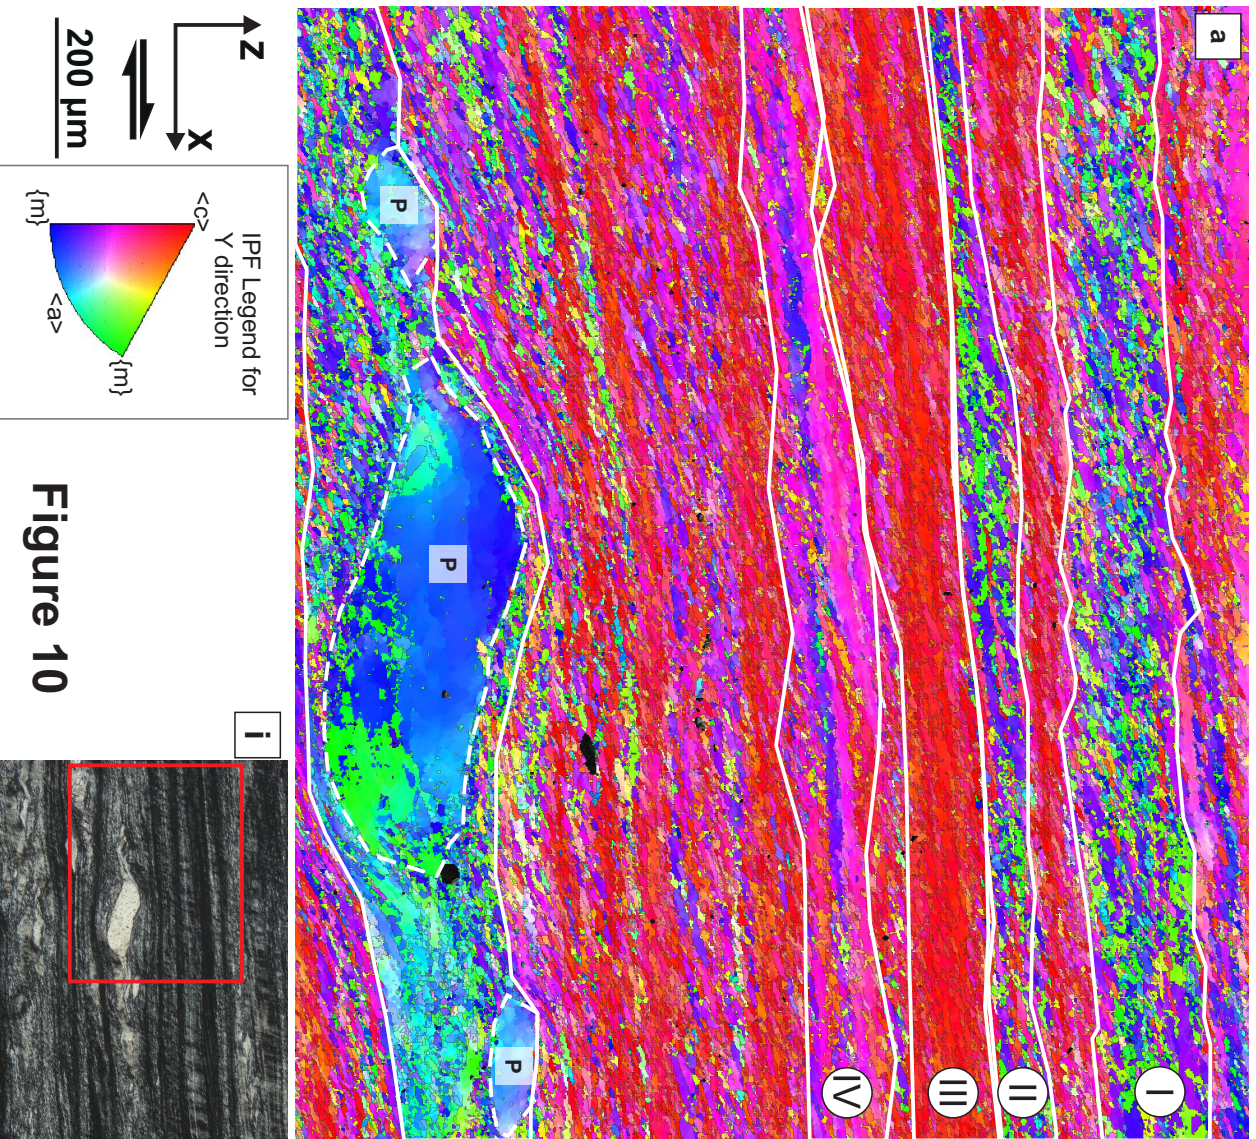 a
P
P
P
I
II
III
IV
Z
X
200 µm
IPF Legend for
Y direction
<c>
{m}
<a>
{m}
i
Figure 10